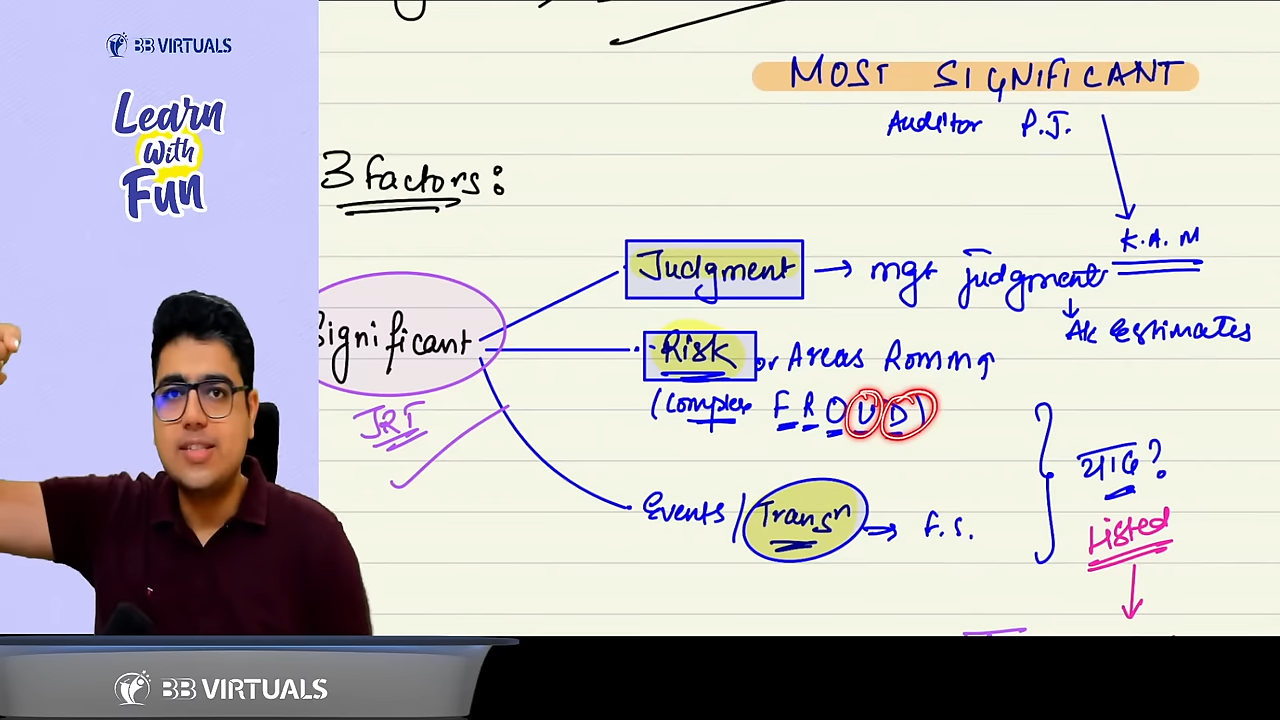 BB VIRTUALS
Learn
With
Fun
MOST SIGNIFICANT
Auditor P.J.
3 factors:
K.A.M
Judgment → mgt judgment
↓
Ac Estimates
Significant
Risk or Areas Romm↑
(Complex F R O U D)
JRT
याद?
Events / Transⁿ → F.S.
Listed
BB VIRTUALS